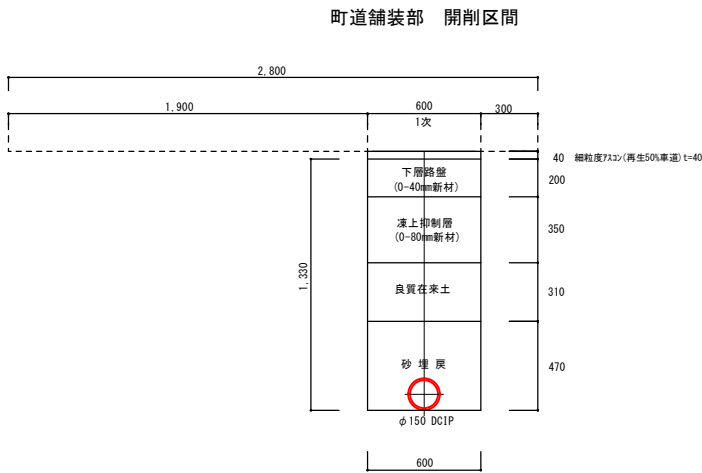 町道舗装部　開削区間
2,800
1,900
600
300
1次
40 細粒度アスコン(再生50%車道) t=40
下層路盤
(0-40mm新材)
200
凍上抑制層
(0-80mm新材)
350
1,330
良質在来土
310
砂 埋 戻
470
φ150 DCIP
600